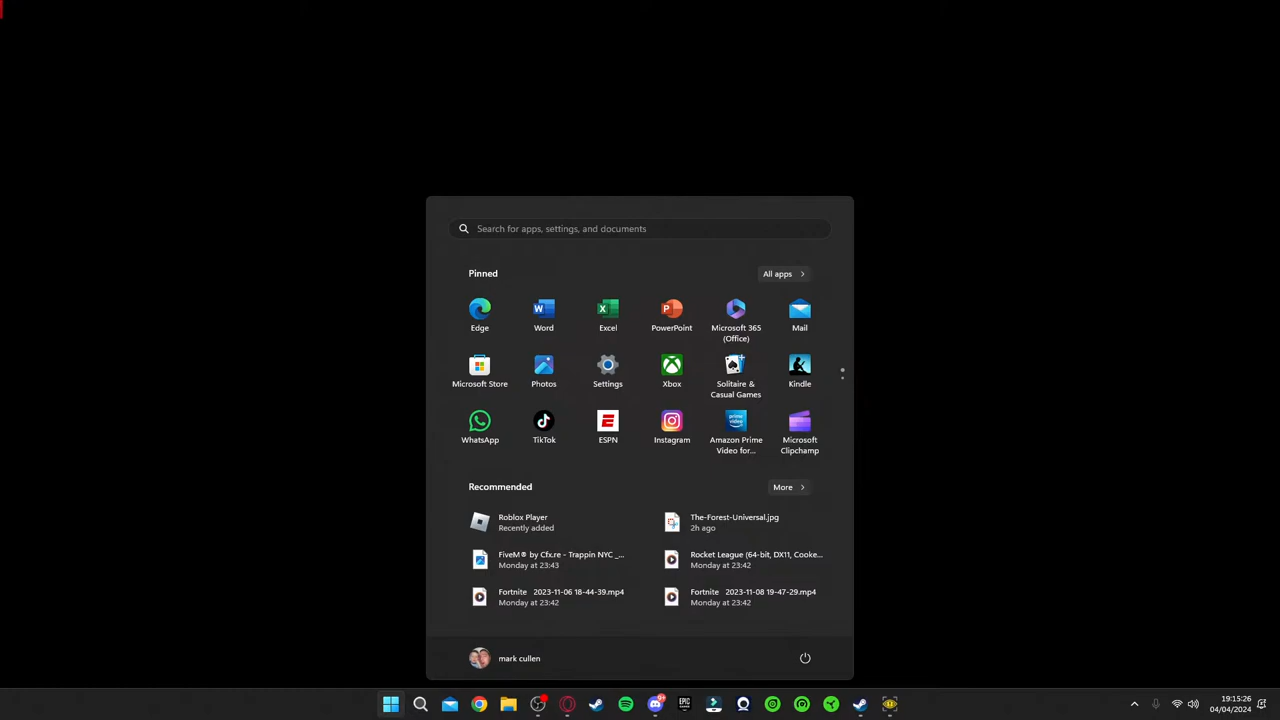 Search for apps, settings, and documents
Pinned
All apps
Edge
Word
Excel
PowerPoint
Microsoft 365
(Office)
Mail
Microsoft Store
Photos
Settings
Xbox
Solitaire &
Casual Games
Kindle
WhatsApp
TikTok
ESPN
Instagram
Amazon Prime
Video for...
Microsoft
Clipchamp
Recommended
More
Roblox Player
Recently added
The-Forest-Universal.jpg
2h ago
FiveM® by Cfx.re - Trappin NYC _...
Monday at 23:43
Rocket League (64-bit, DX11, Cooke...
Monday at 23:42
Fortnite 2023-11-06 18-44-39.mp4
Monday at 23:42
Fortnite 2023-11-08 19-47-29.mp4
Monday at 23:42
mark cullen
9+
EPIC
19:15:26
04/04/2024